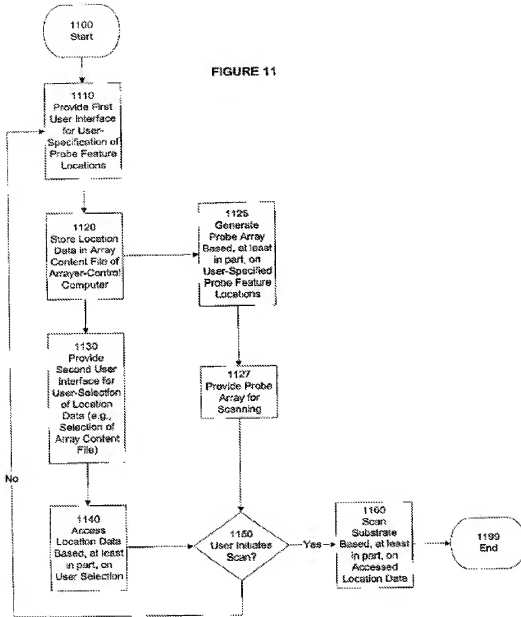 1100
Start
FIGURE 11
1110
Provide First
User Interface
for User-
Specification of
Probe Feature
Locations
1120
Store Location
Data in Array
Content File of
Arrayer-Control
Computer
1125
Generate
Probe Array
Based, at least
in part, on
User-Specified
Probe Feature
Locations
1130
Provide
Second User
Interface for
User-Selection
of Location
Data (e.g.,
Selection of
Array Content
File)
1127
Provide Probe
Array for
Scanning
No
1140
Access
Location Data
Based, at least
in part, on
User Selection
1150
User Initiates
Scan?
Yes
1160
Scan
Substrate
Based, at least
in part, on
Accessed
Location Data
1199
End